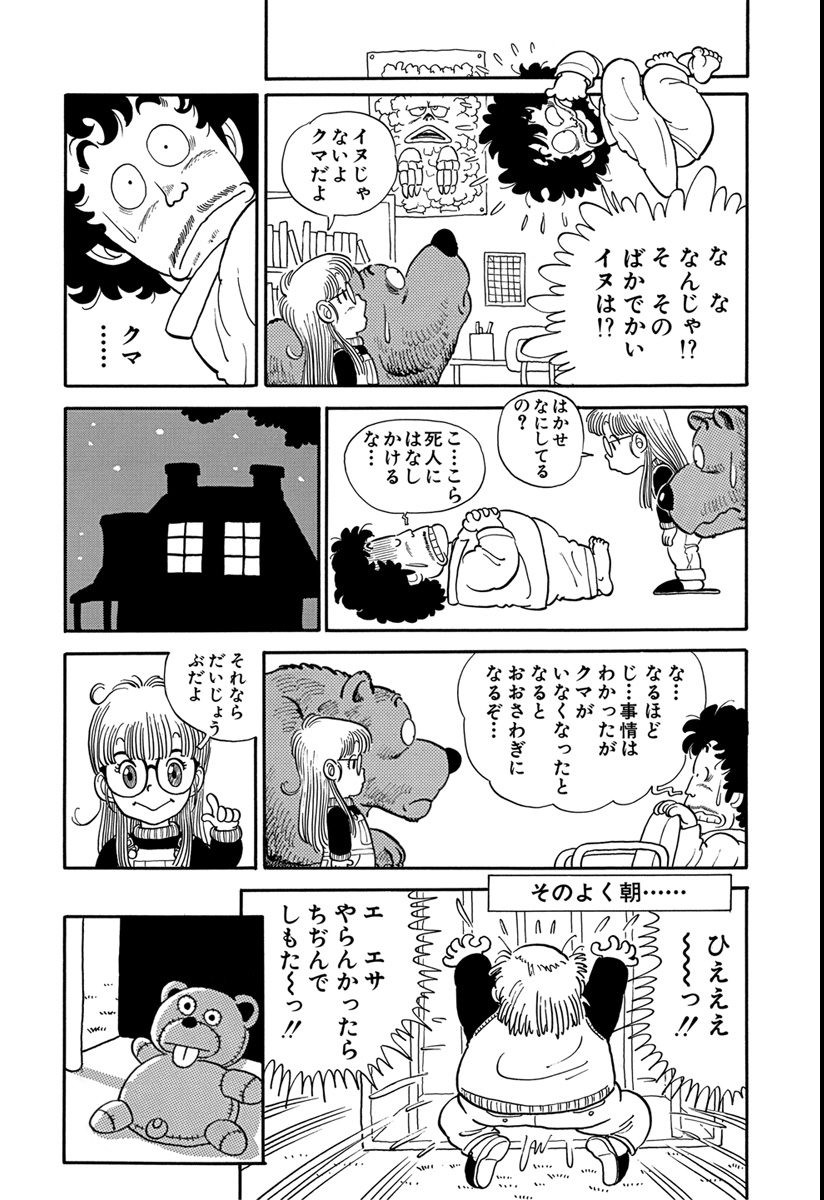 な　な
なんじゃ!?
そ　その
ばかでかい
イヌは!?
イヌじゃ
ないよ
クマだよ
クマ
……
はかせ
なにしてる
の？
こ…こら
死人に
はなし
かける
な…
な…
なるほど
じ…事情は
わかったが
クマが
いなくなったと
なると
おおさわぎに
なるぞ…
それなら
だいじょう
ぶだよ
そのよく朝……
ひえええ
〜〜っ!!
エ　エサ
やらんかったら
ちぢんで
しもた〜っ!!